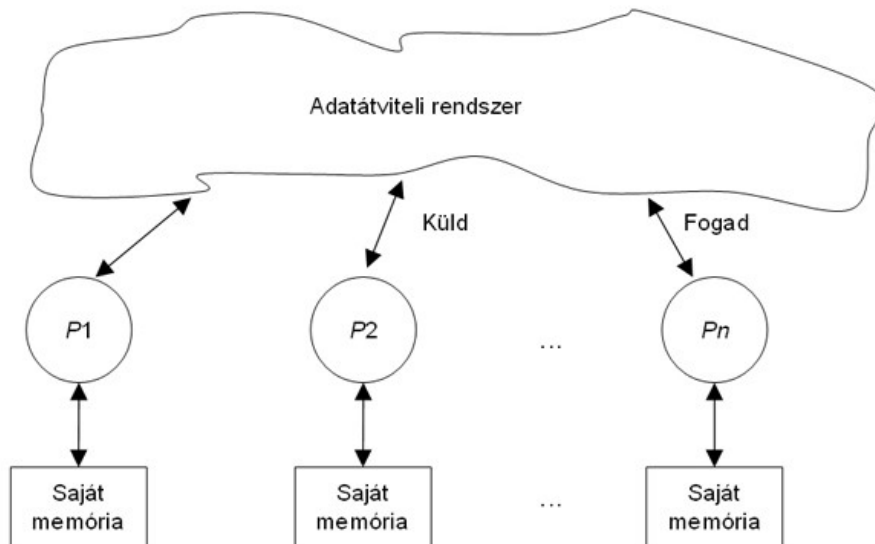 Adatátviteli rendszer
Küld
Fogad
P1
P2
...
Pn
Saját
memória
Saját
memória
...
Saját
memória